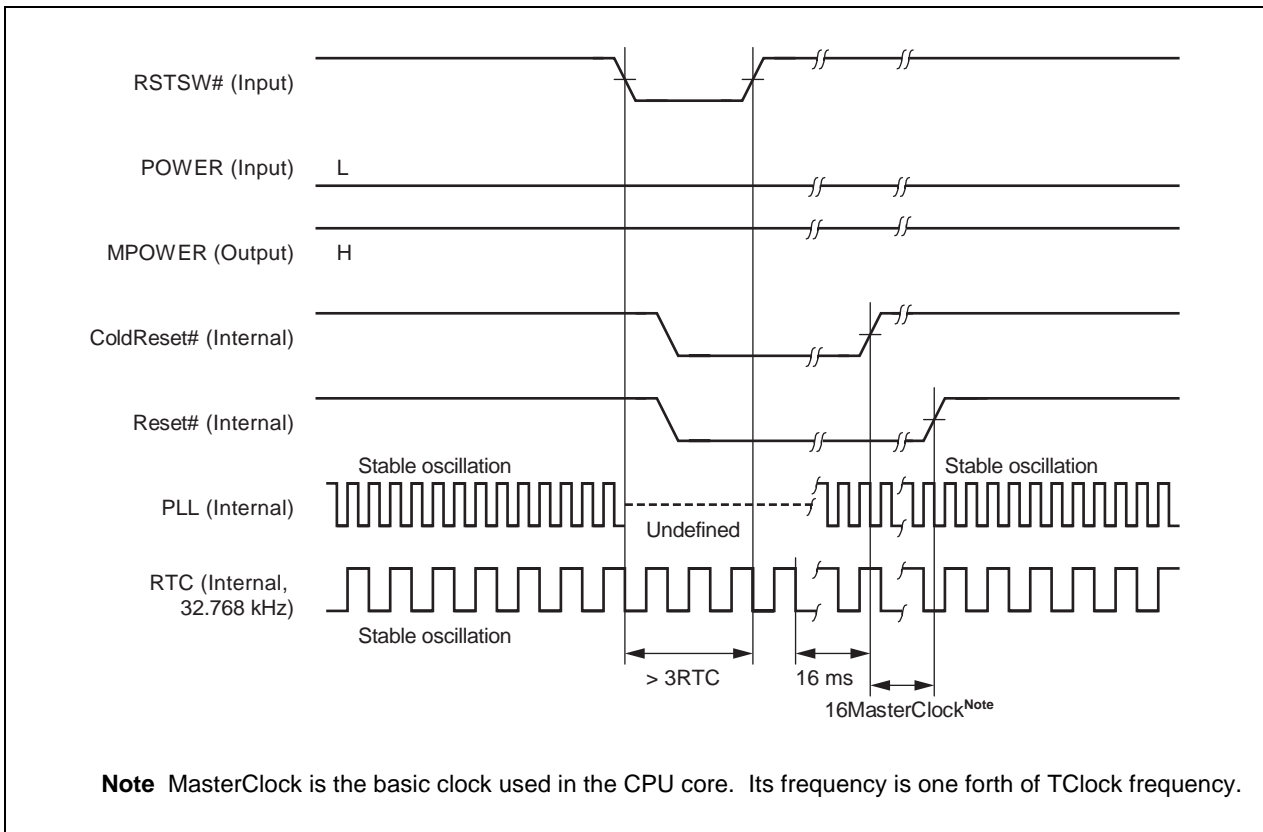 RSTSW# (Input)
POWER (Input)
L
MPOWER (Output)
H
ColdReset# (Internal)
Reset# (Internal)
Stable oscillation
Stable oscillation
PLL (Internal)
Undefined
RTC (Internal,
32.768 kHz)
Stable oscillation
> 3RTC
16 ms
16MasterClockNote
Note MasterClock is the basic clock used in the CPU core. Its frequency is one forth of TClock frequency.